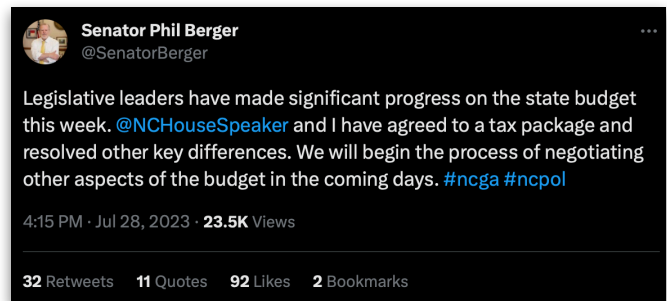 Senator Phil Berger
@SenatorBerger
Legislative leaders have made significant progress on the state budget
this week. @NCHouseSpeaker and I have agreed to a tax package and
resolved other key differences. We will begin the process of negotiating
other aspects of the budget in the coming days. #ncga #ncpol
4:15 PM · Jul 28, 2023 · 23.5K Views
32 Retweets 11 Quotes 92 Likes 2 Bookmarks